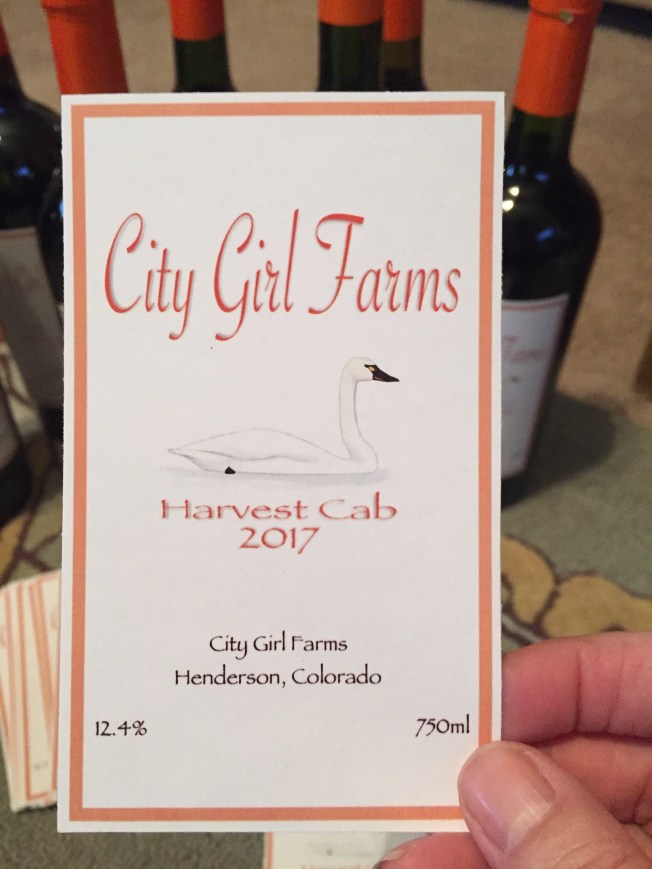 City Girl Farms
Harvest Cab
2017
City Girl Farms
Henderson, Colorado
12.4% 750ml